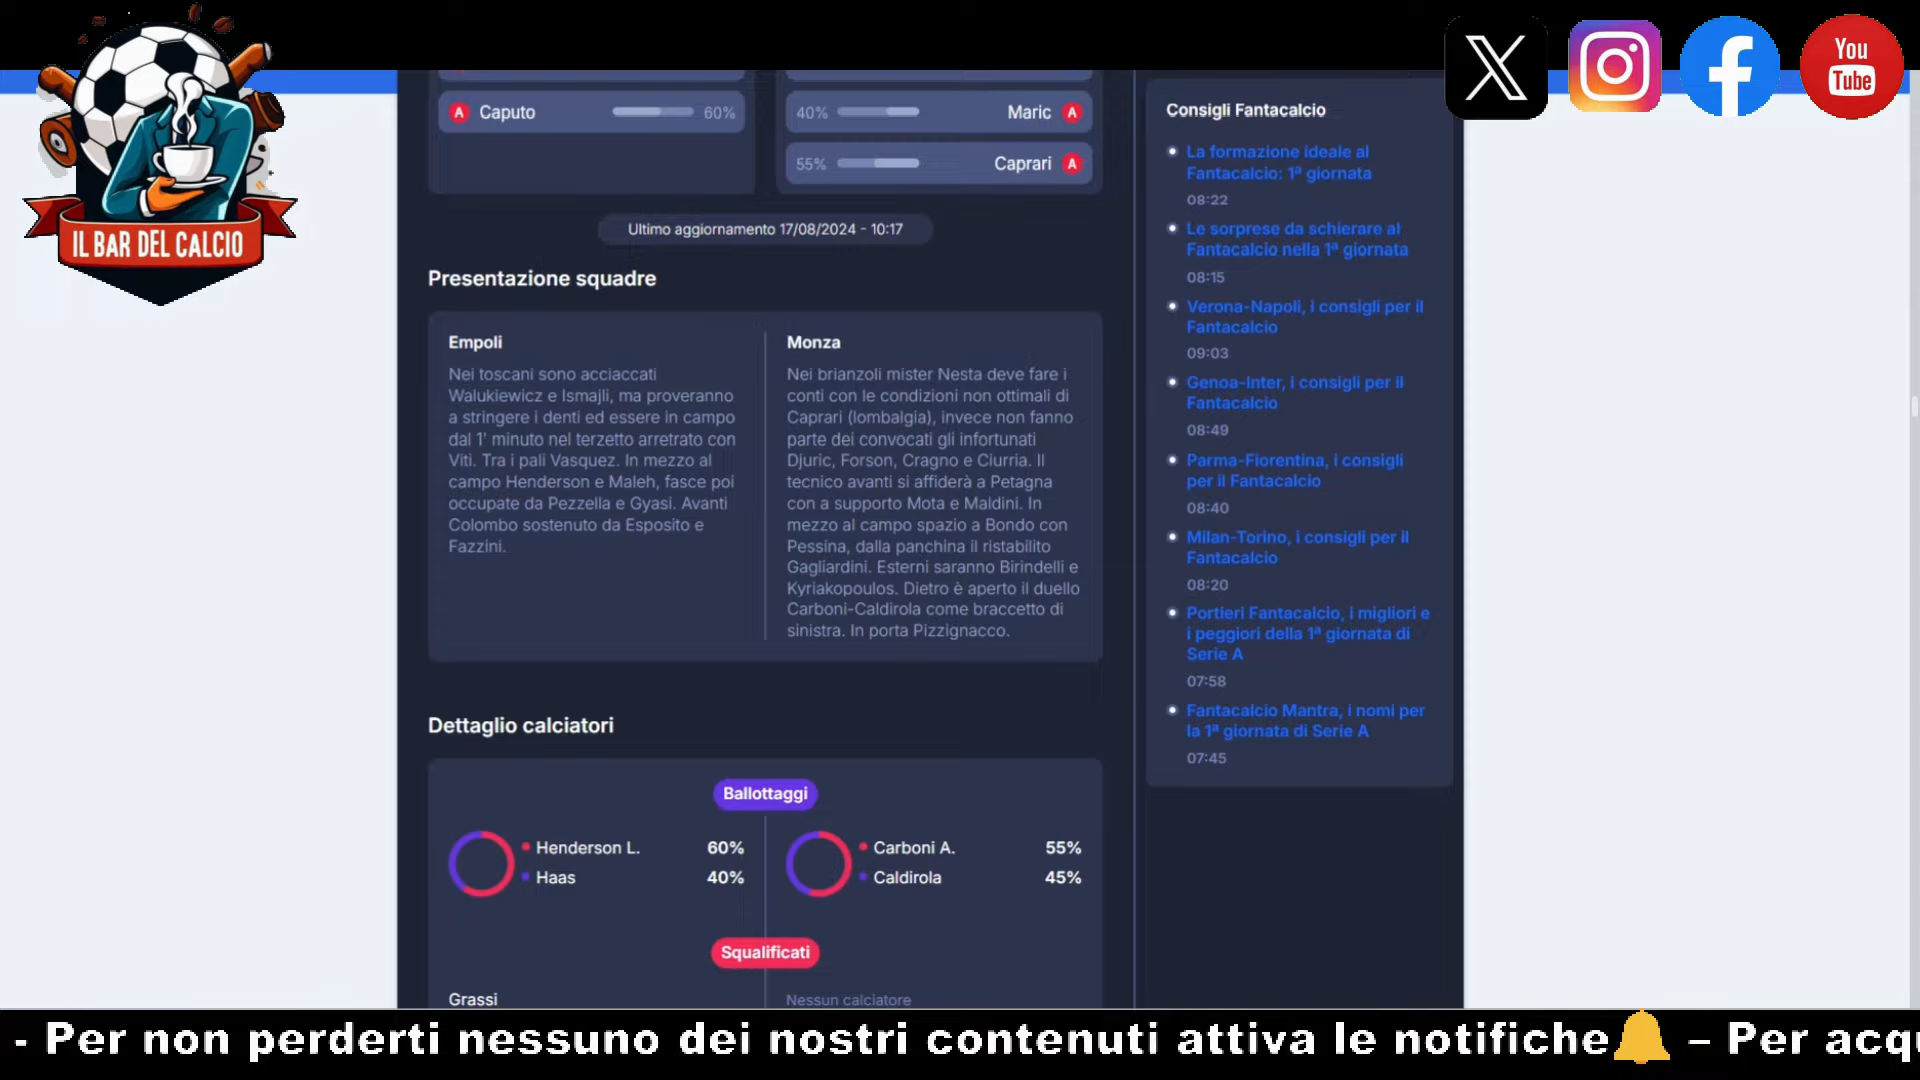 IL BAR DEL CALCIO
You
Tube
A Caputo 60%
40% Maric A
55% Caprari A
Ultimo aggiornamento 17/08/2024 - 10:17
Presentazione squadre
Empoli
Nei toscani sono acciaccati
Walukiewicz e Ismajli, ma proveranno
a stringere i denti ed essere in campo
dal 1' minuto nel terzetto arretrato con
Viti. Tra i pali Vasquez. In mezzo al
campo Henderson e Maleh, fasce poi
occupate da Pezzella e Gyasi. Avanti
Colombo sostenuto da Esposito e
Fazzini.
Monza
Nei brianzoli mister Nesta deve fare i
conti con le condizioni non ottimali di
Caprari (lombalgia), invece non fanno
parte dei convocati gli infortunati
Djuric, Forson, Cragno e Ciurria. Il
tecnico avanti si affiderà a Petagna
con a supporto Mota e Maldini. In
mezzo al campo spazio a Bondo con
Pessina, dalla panchina il ristabilito
Gagliardini. Esterni saranno Birindelli e
Kyriakopoulos. Dietro è aperto il duello
Carboni-Caldirola come braccetto di
sinistra. In porta Pizzignacco.
Dettaglio calciatori
Ballottaggi
Henderson L. 60%
Haas 40%
Carboni A. 55%
Caldirola 45%
Squalificati
Grassi
Nessun calciatore
Consigli Fantacalcio
La formazione ideale al
Fantacalcio: 1ª giornata
08:22
Le sorprese da schierare al
Fantacalcio nella 1ª giornata
08:15
Verona-Napoli, i consigli per il
Fantacalcio
09:03
Genoa-Inter, i consigli per il
Fantacalcio
08:49
Parma-Fiorentina, i consigli
per il Fantacalcio
08:40
Milan-Torino, i consigli per il
Fantacalcio
08:20
Portieri Fantacalcio, i migliori e
i peggiori della 1ª giornata di
Serie A
07:58
Fantacalcio Mantra, i nomi per
la 1ª giornata di Serie A
07:45
- Per non perderti nessuno dei nostri contenuti attiva le notifiche🔔 – Per acqu